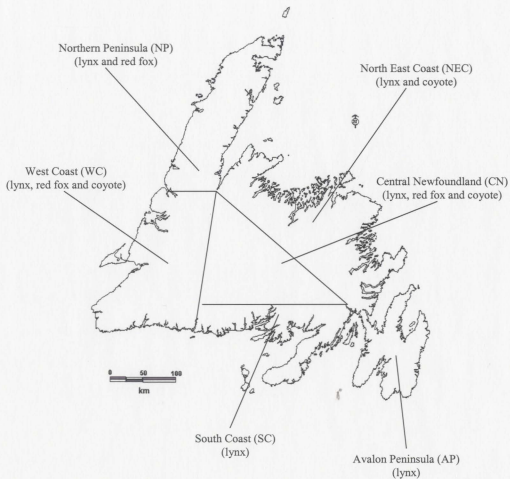 Northern Peninsula (NP)
(lynx and red fox)
North East Coast (NEC)
(lynx and coyote)
West Coast (WC)
(lynx, red fox and coyote)
Central Newfoundland (CN)
(lynx, red fox and coyote)
0 50 100
km
South Coast (SC)
(lynx)
Avalon Peninsula (AP)
(lynx)